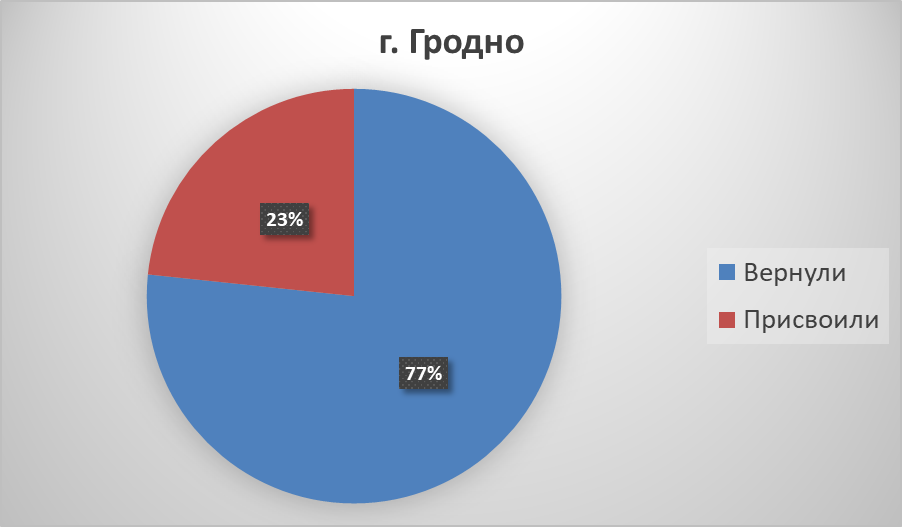 г. Гродно
23%
77%
Вернули
Присвоили